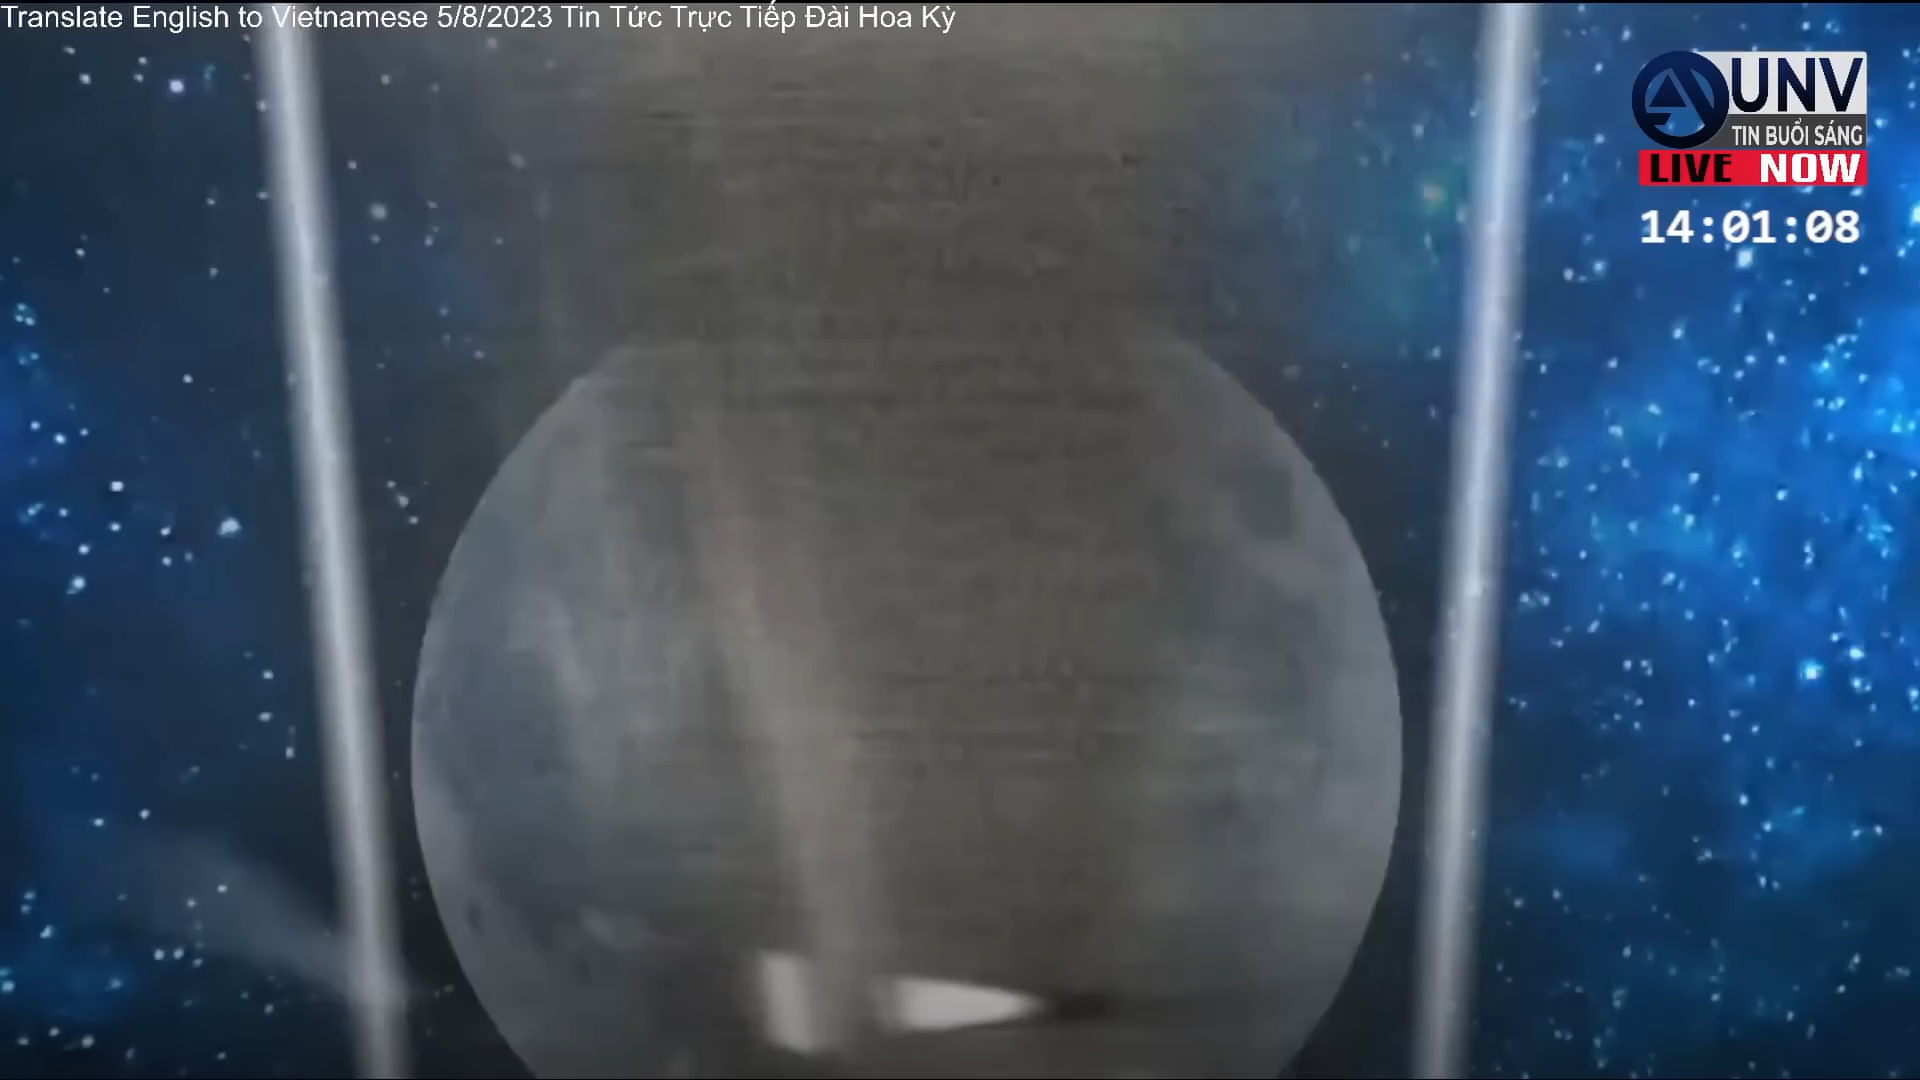 Translate English to Vietnamese 5/8/2023 Tin Tức Trực Tiếp Đài Hoa Kỳ
UNV
TIN BUỔI SÁNG
LIVE NOW
14:01:08